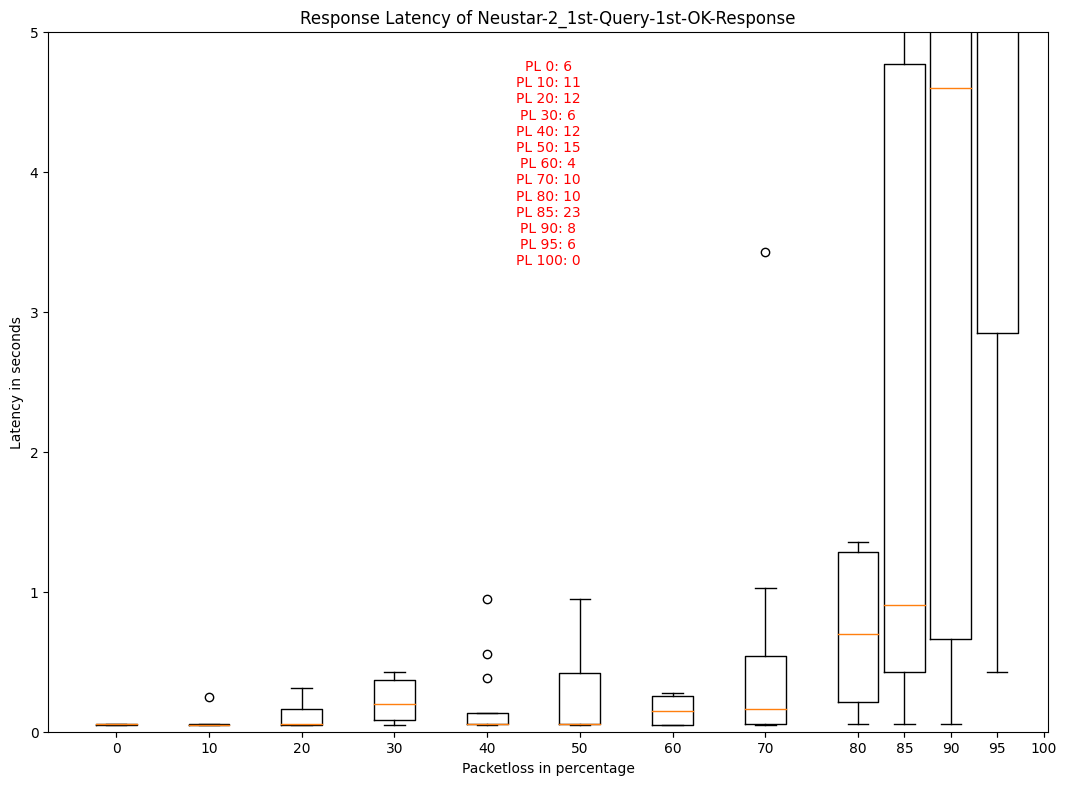 Response Latency of Neustar-2_1st-Query-1st-OK-Response
5
4
3
2
1
0
Latency in seconds
PL 0: 6
PL 10: 11
PL 20: 12
PL 30: 6
PL 40: 12
PL 50: 15
PL 60: 4
PL 70: 10
PL 80: 10
PL 85: 23
PL 90: 8
PL 95: 6
PL 100: 0
0 10 20 30 40 50 60 70 80 85 90 95 100
Packetloss in percentage